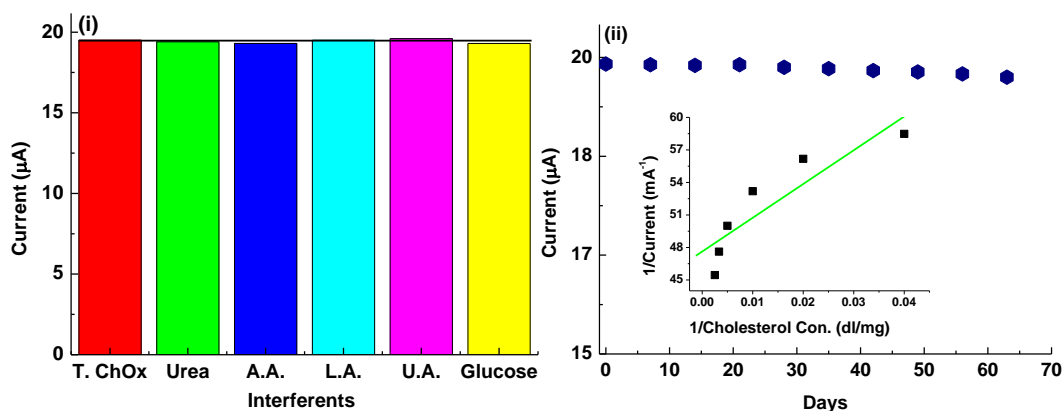 (i)
20
15
10
5
0
Current (µA)
T. ChOx Urea A.A. L.A. U.A. Glucose
Interferents
(ii)
20
18
17
15
Current (µA)
0 10 20 30 40 50 60 70
Days
60
57
54
51
48
45
1/Current (mA⁻¹)
0.00 0.01 0.02 0.03 0.04
1/Cholesterol Con. (dl/mg)